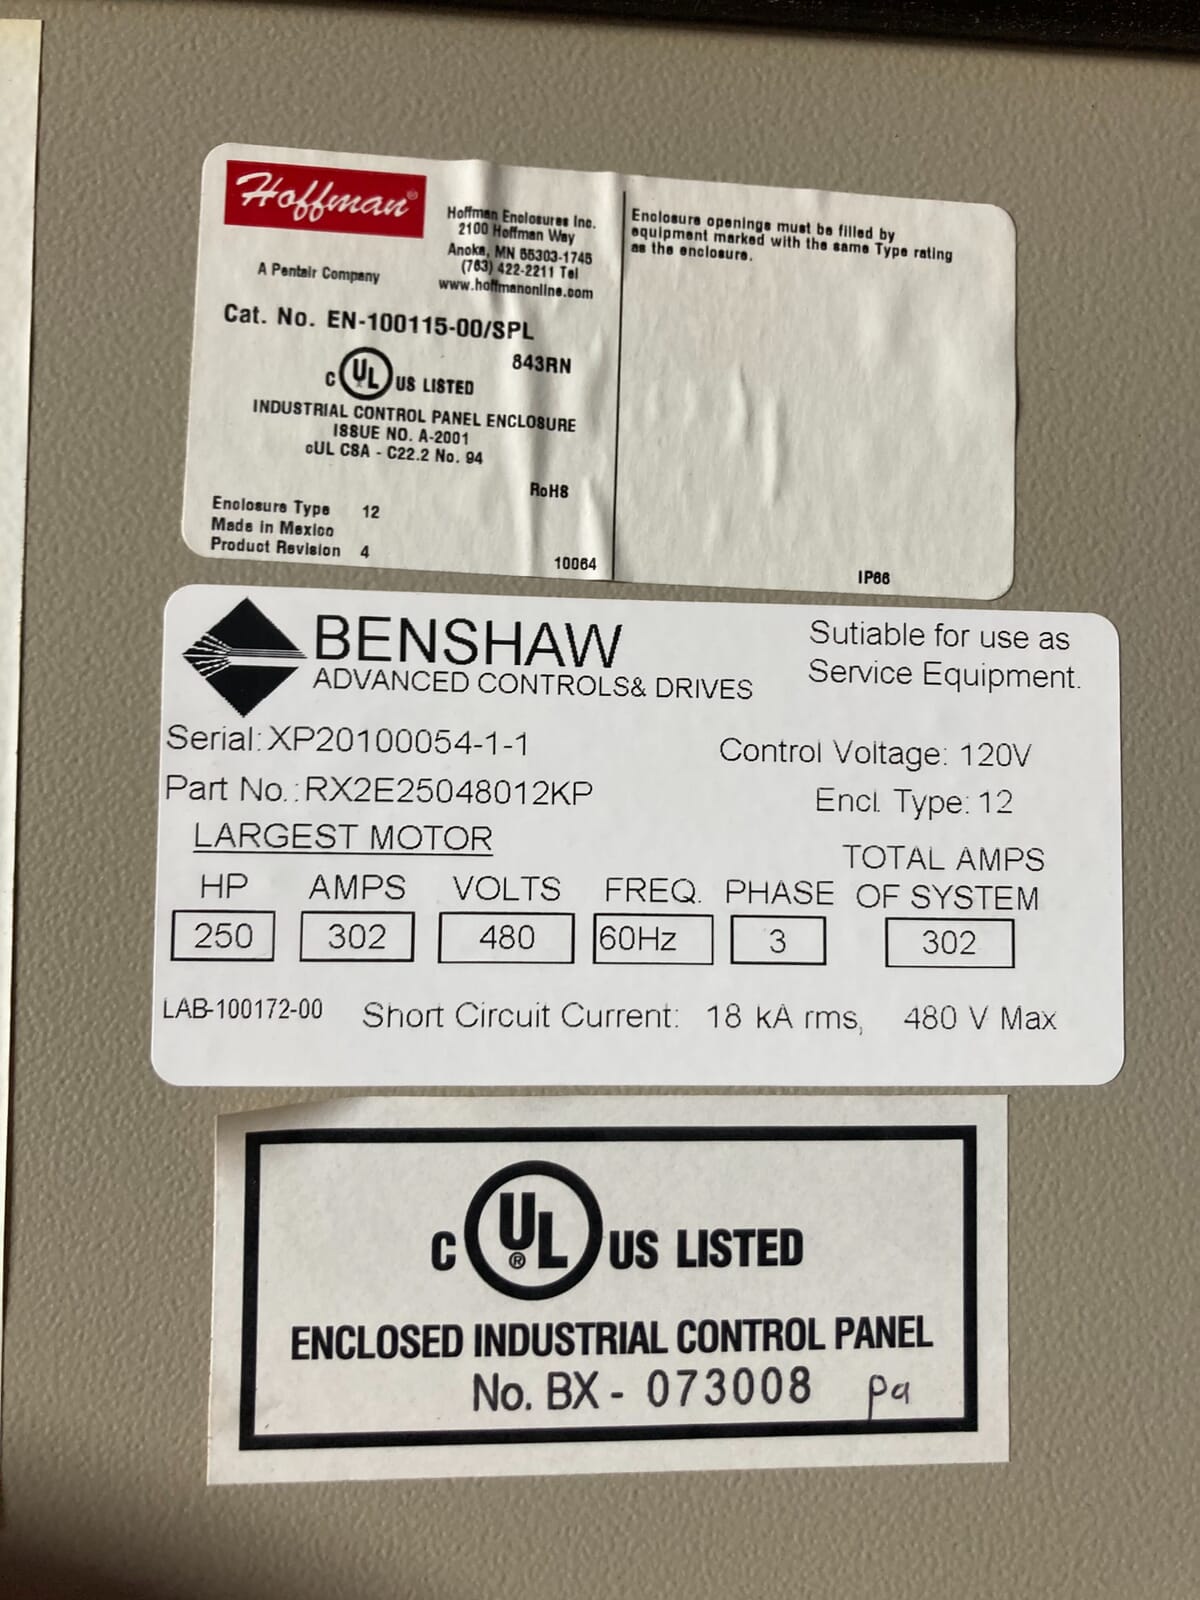 Hoffman®
A Pentair Company
Hoffman Enclosures Inc.
2100 Hoffman Way
Anoka, MN 55303-1745
(763) 422-2211 Tel
www.hoffmanonline.com
Cat. No. EN-100115-00/SPL
843RN
C UL US LISTED
INDUSTRIAL CONTROL PANEL ENCLOSURE
ISSUE NO. A-2001
cUL CSA - C22.2 No. 94
RoHS
Enclosure Type 12
Made in Mexico
Product Revision 4
10064
Enclosure openings must be filled by
equipment marked with the same Type rating
as the enclosure.
IP66
BENSHAW
ADVANCED CONTROLS& DRIVES
Sutiable for use as
Service Equipment.
Serial: XP20100054-1-1
Control Voltage: 120V
Part No.: RX2E25048012KP
Encl. Type: 12
LARGEST MOTOR
TOTAL AMPS
HP AMPS VOLTS FREQ. PHASE OF SYSTEM
250 302 480 60Hz 3 302
LAB-100172-00 Short Circuit Current: 18 kA rms, 480 V Max
C UL® US LISTED
ENCLOSED INDUSTRIAL CONTROL PANEL
No. BX - 073008 pa